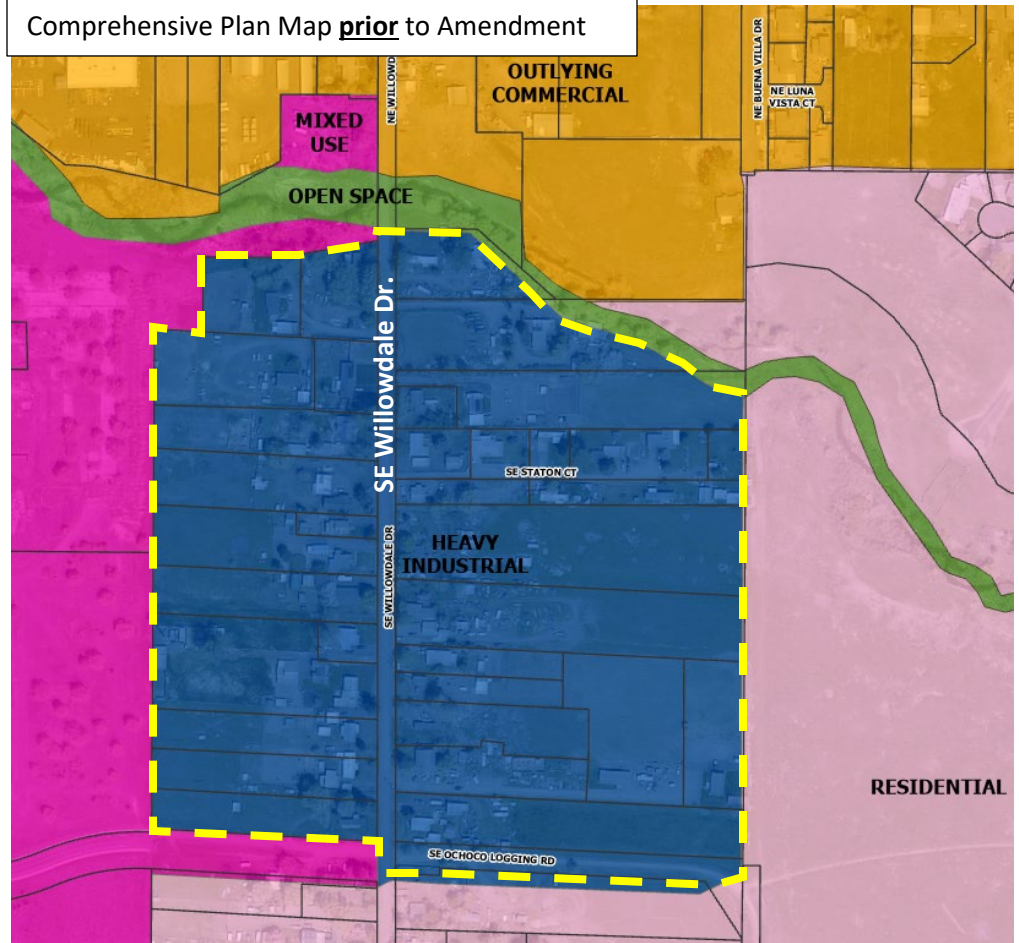 Comprehensive Plan Map prior to Amendment
OUTLYING
COMMERCIAL
NE WILLOWD
NE BUENA VILLA DR
NE LUNA
VISTA CT
MIXED
USE
OPEN SPACE
SE Willowdale Dr.
SE STATON CT
SE WILLOWDALE DR
HEAVY
INDUSTRIAL
RESIDENTIAL
SE OCHOCO LOGGING RD